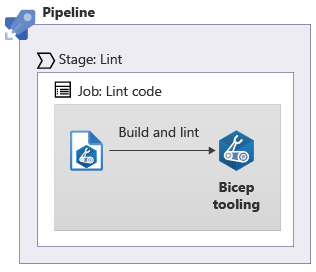 Pipeline
Stage: Lint
Job: Lint code
Build and lint
Bicep
tooling